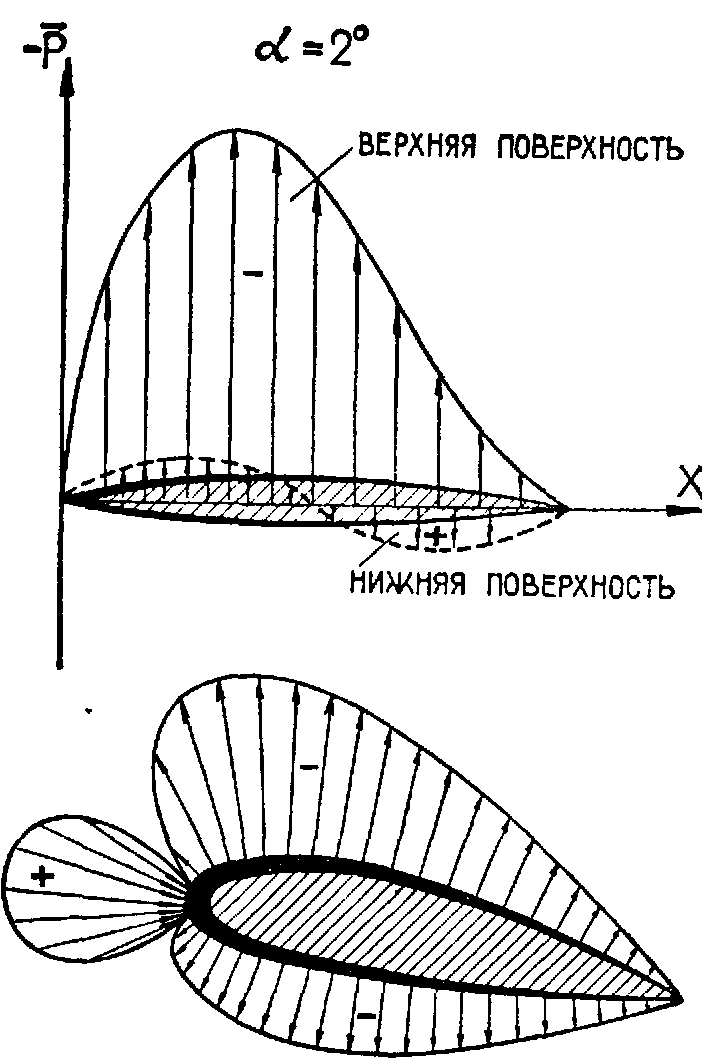 -p̅
α = 2°
ВЕРХНЯЯ ПОВЕРХНОСТЬ
-
X
+
НИЖНЯЯ ПОВЕРХНОСТЬ
-
+
-